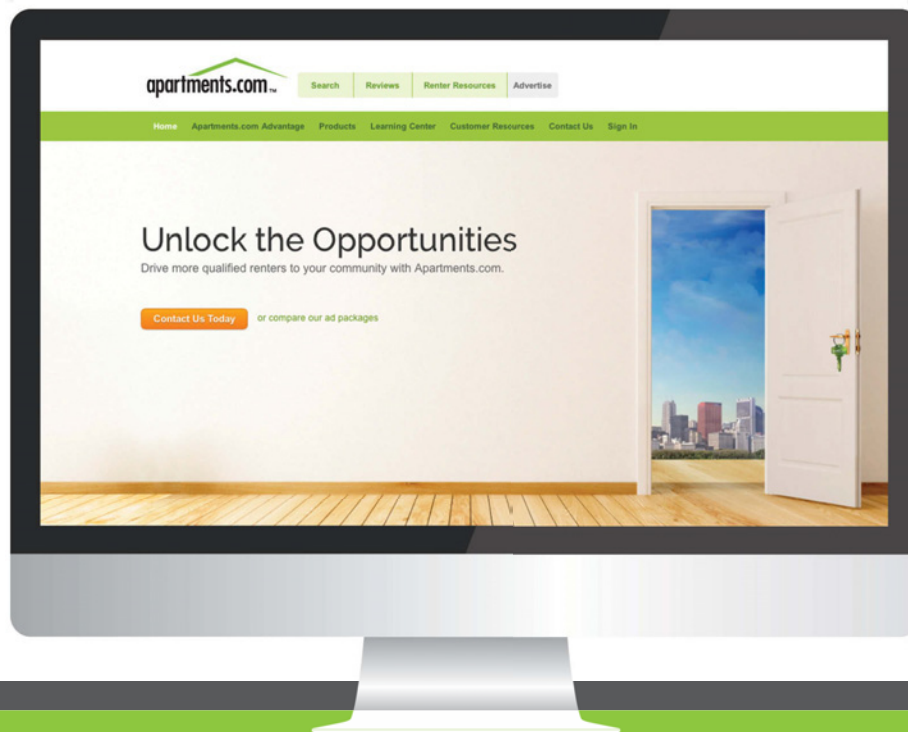 apartments.com™
Search Reviews Renter Resources Advertise
Home Apartments.com Advantage Products Learning Center Customer Resources Contact Us Sign In
Unlock the Opportunities
Drive more qualified renters to your community with Apartments.com.
Contact Us Today or compare our ad packages